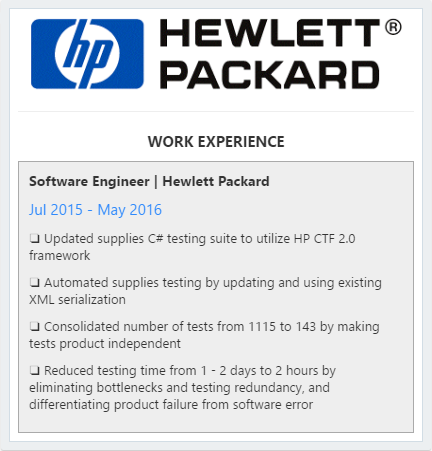 hp HEWLETT®
PACKARD
WORK EXPERIENCE
Software Engineer | Hewlett Packard
Jul 2015 - May 2016
❏ Updated supplies C# testing suite to utilize HP CTF 2.0
framework
❏ Automated supplies testing by updating and using existing
XML serialization
❏ Consolidated number of tests from 1115 to 143 by making
tests product independent
❏ Reduced testing time from 1 - 2 days to 2 hours by
eliminating bottlenecks and testing redundancy, and
differentiating product failure from software error